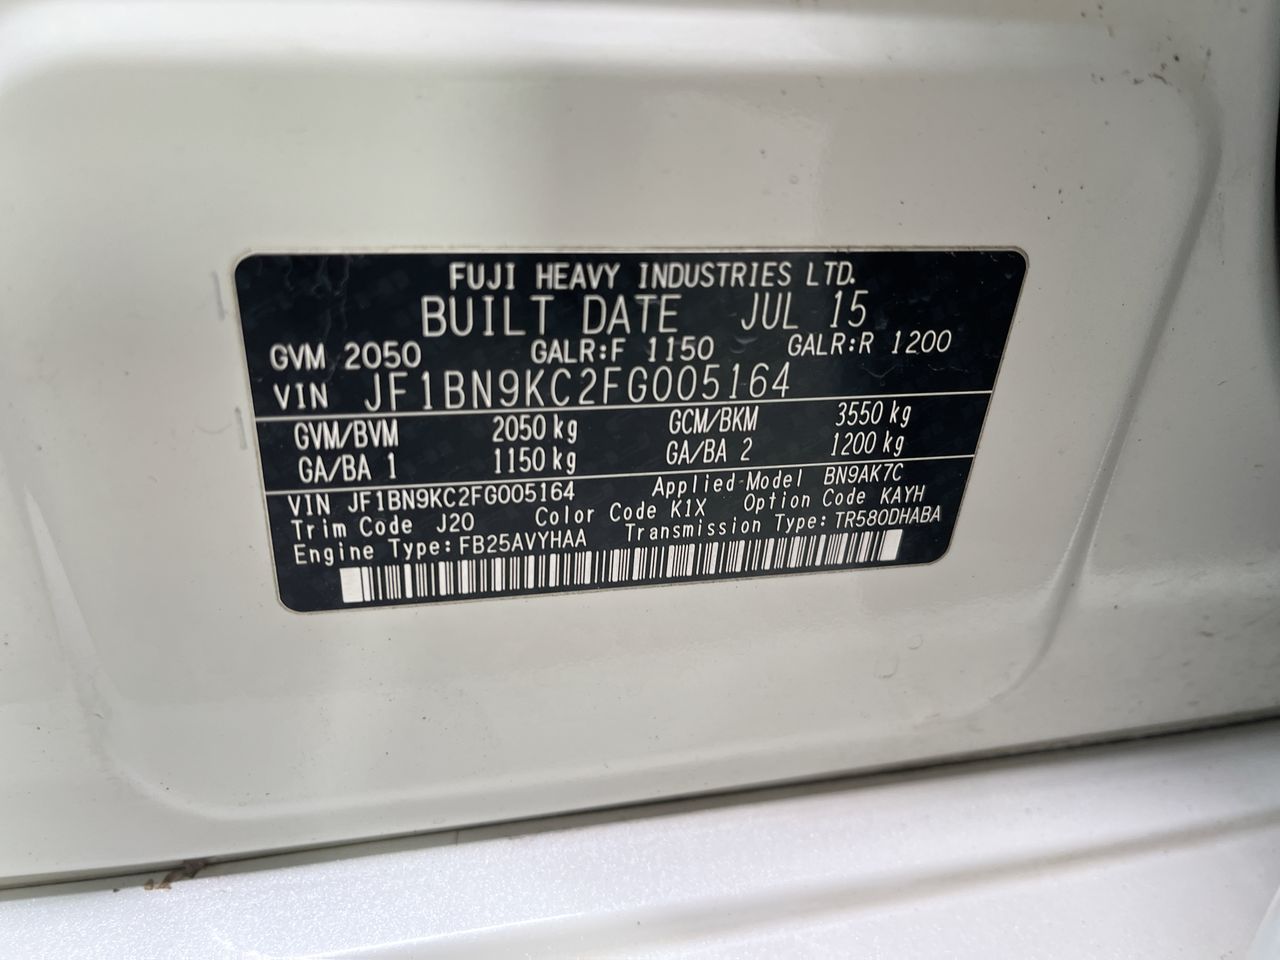 FUJI HEAVY INDUSTRIES LTD.
BUILT DATE JUL 15
GVM 2050 GALR:F 1150 GALR:R 1200
VIN JF1BN9KC2FG005164
GVM/BVM 2050 kg GCM/BKM 3550 kg
GA/BA 1 1150 kg GA/BA 2 1200 kg
VIN JF1BN9KC2FG005164 Applied Model BN9AK7C
Trim Code J20 Color Code K1X Option Code KAYH
Engine Type: FB25AVYHAA Transmission Type: TR580DHABA